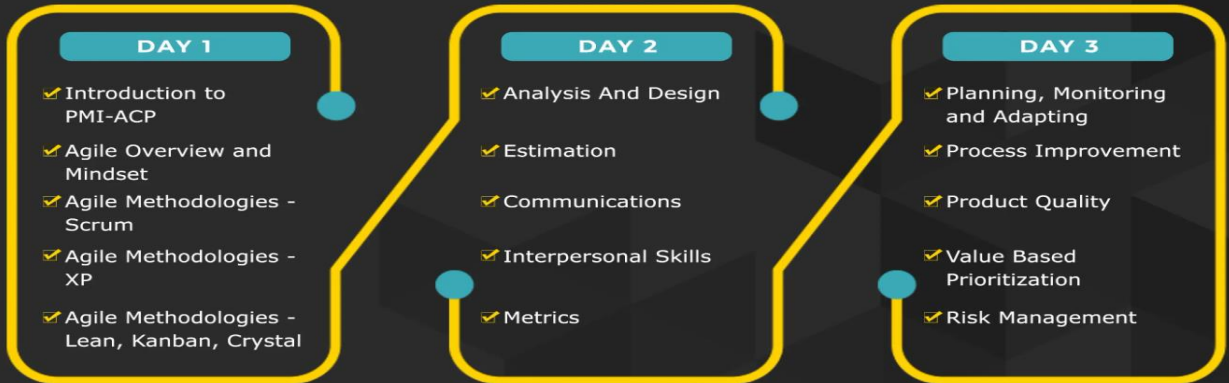 DAY 1
Introduction to
PMI-ACP
Agile Overview and
Mindset
Agile Methodologies -
Scrum
Agile Methodologies -
XP
Agile Methodologies -
Lean, Kanban, Crystal
DAY 2
Analysis And Design
Estimation
Communications
Interpersonal Skills
Metrics
DAY 3
Planning, Monitoring
and Adapting
Process Improvement
Product Quality
Value Based
Prioritization
Risk Management